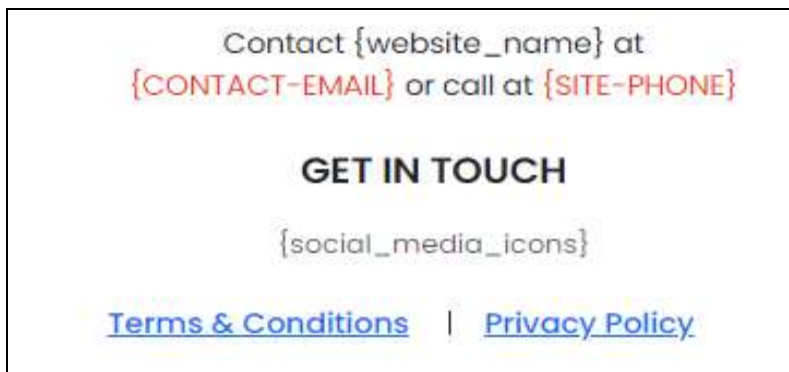 Contact {website_name} at
{CONTACT-EMAIL} or call at {SITE-PHONE}
GET IN TOUCH
{social_media_icons}
Terms & Conditions | Privacy Policy